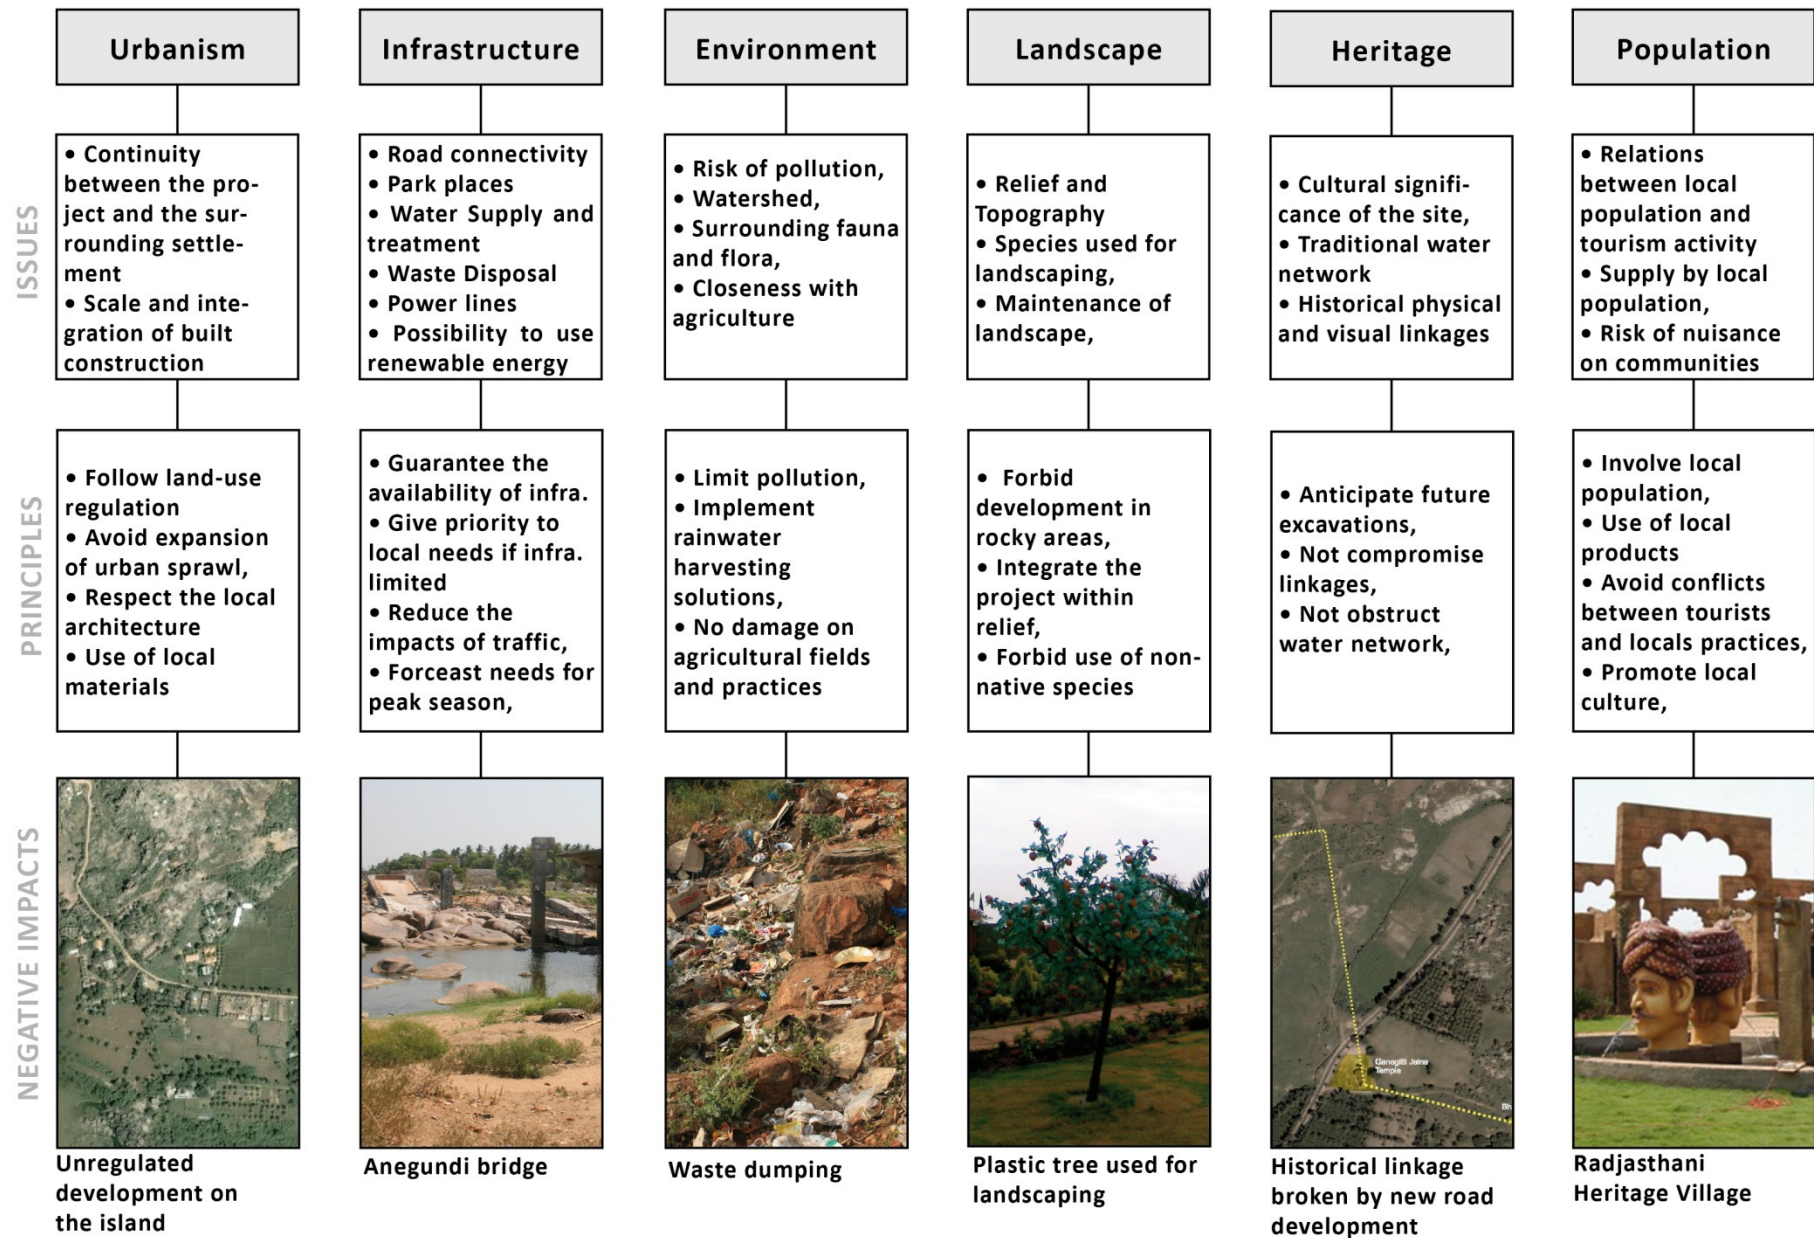 Urbanism
Infrastructure
Environment
Landscape
Heritage
Population
ISSUES
• Continuity
between the pro-
ject and the sur-
rounding settle-
ment
• Scale and inte-
gration of built
construction
• Road connectivity
• Park places
• Water Supply and
treatment
• Waste Disposal
• Power lines
• Possibility to use
renewable energy
• Risk of pollution,
• Watershed,
• Surrounding fauna
and flora,
• Closeness with
agriculture
• Relief and
Topography
• Species used for
landscaping,
• Maintenance of
landscape,
• Cultural signifi-
cance of the site,
• Traditional water
network
• Historical physical
and visual linkages
• Relations
between local
population and
tourism activity
• Supply by local
population,
• Risk of nuisance
on communities
PRINCIPLES
• Follow land-use
regulation
• Avoid expansion
of urban sprawl,
• Respect the local
architecture
• Use of local
materials
• Guarantee the
availability of infra.
• Give priority to
local needs if infra.
limited
• Reduce the
impacts of traffic,
• Forceast needs for
peak season,
• Limit pollution,
• Implement
rainwater
harvesting
solutions,
• No damage on
agricultural fields
and practices
• Forbid
development in
rocky areas,
• Integrate the
project within
relief,
• Forbid use of non-
native species
• Anticipate future
excavations,
• Not compromise
linkages,
• Not obstruct
water network,
• Involve local
population,
• Use of local
products
• Avoid conflicts
between tourists
and locals practices,
• Promote local
culture,
NEGATIVE IMPACTS
Ganagitti Jaina
Temple
Bh
Unregulated
development on
the island
Anegundi bridge
Waste dumping
Plastic tree used for
landscaping
Historical linkage
broken by new road
development
Radjasthani
Heritage Village